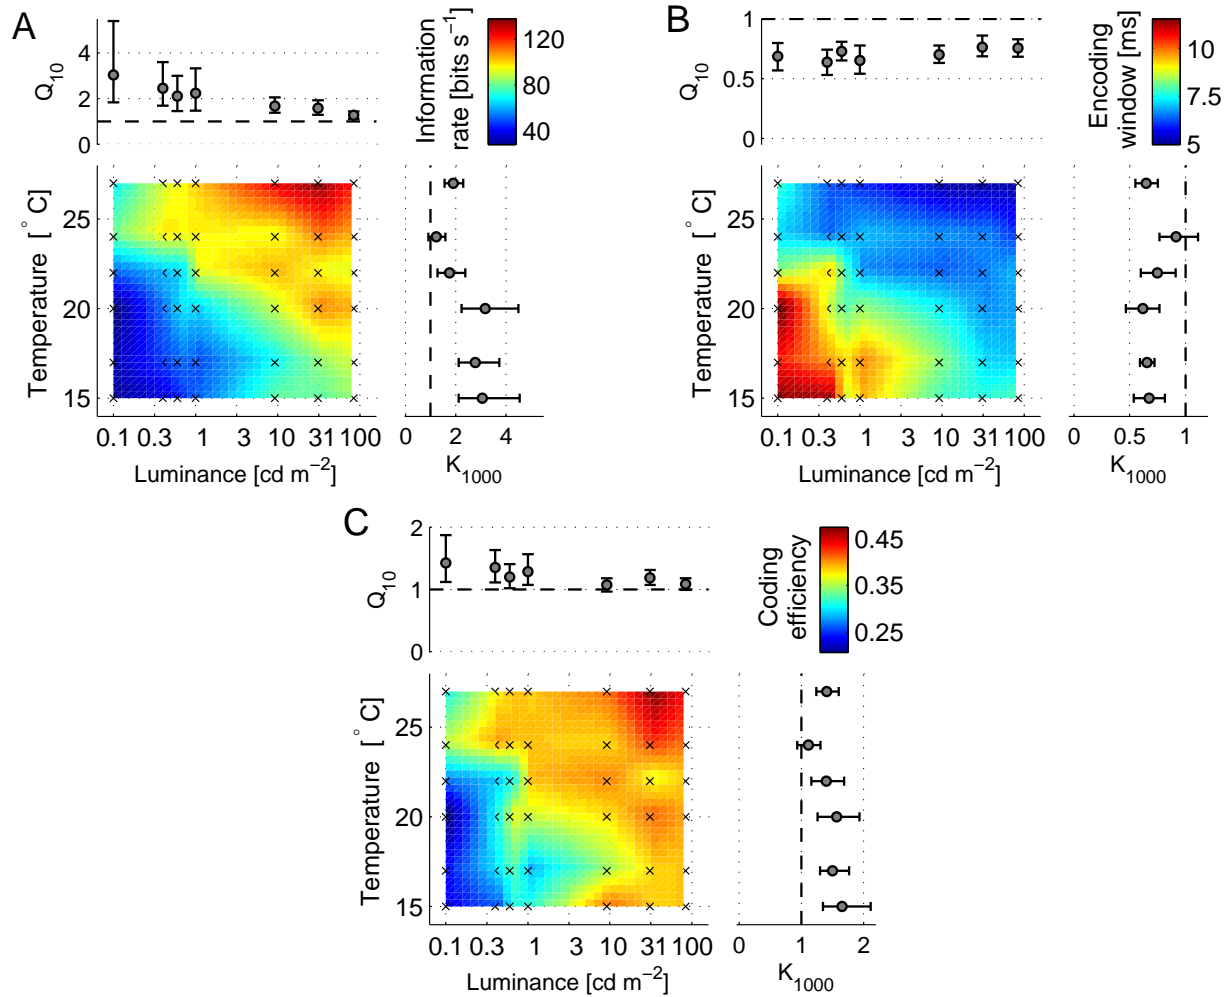 A
Q10
4
2
0
Information
rate [bits s−1]
120
80
40
Temperature [ ° C]
25
20
15
0.1 0.3 1 3 10 31 100
Luminance [cd m−2]
0 2 4
K1000
B
Q10
1
0.5
0
Encoding
window [ms]
10
7.5
5
Temperature [ ° C]
25
20
15
0.1 0.3 1 3 10 31 100
Luminance [cd m−2]
0 0.5 1
K1000
C
Q10
2
1
0
Coding
efficiency
0.45
0.35
0.25
Temperature [ ° C]
25
20
15
0.1 0.3 1 3 10 31 100
Luminance [cd m−2]
0 1 2
K1000